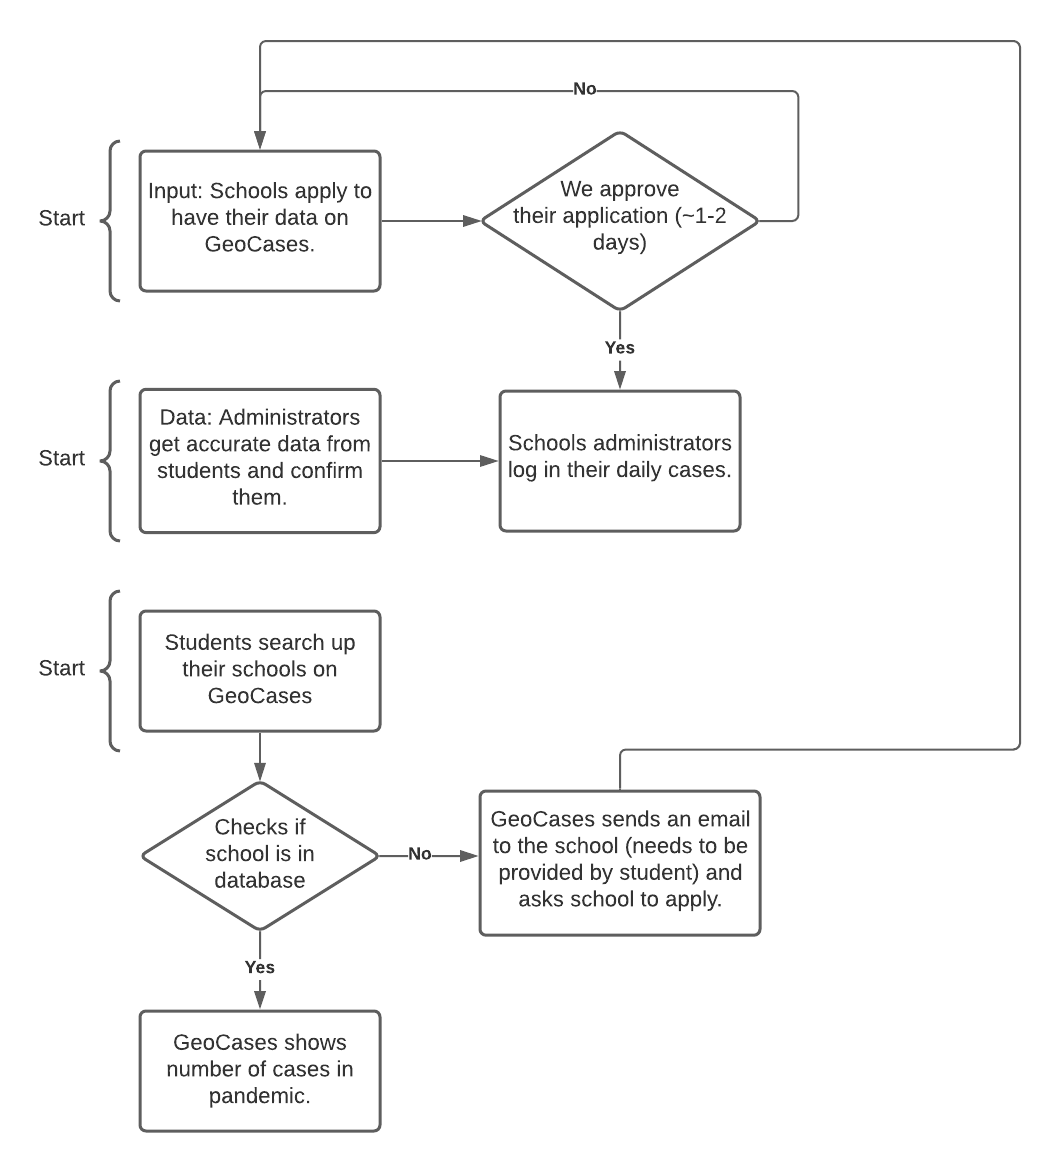 No
Start
Input: Schools apply to
have their data on
GeoCases.
We approve
their application (~1-2
days)
Yes
Start
Data: Administrators
get accurate data from
students and confirm
them.
Schools administrators
log in their daily cases.
Start
Students search up
their schools on
GeoCases
Checks if
school is in
database
No
GeoCases sends an email
to the school (needs to be
provided by student) and
asks school to apply.
Yes
GeoCases shows
number of cases in
pandemic.